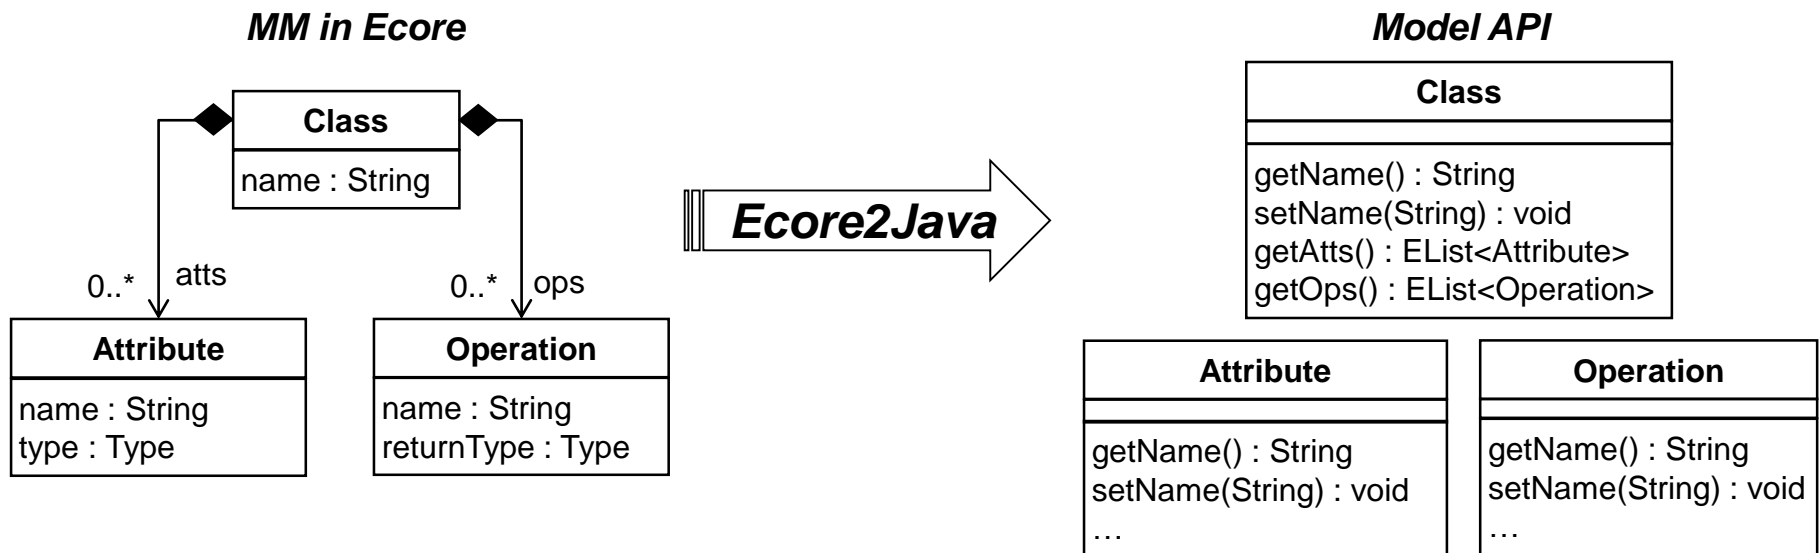 MM in Ecore
Class
name : String
0..*
atts
0..*
ops
Attribute
name : String
type : Type
Operation
name : String
returnType : Type
Ecore2Java
Model API
Class
getName() : String
setName(String) : void
getAtts() : EList<Attribute>
getOps() : EList<Operation>
Attribute
getName() : String
setName(String) : void
…
Operation
getName() : String
setName(String) : void
…